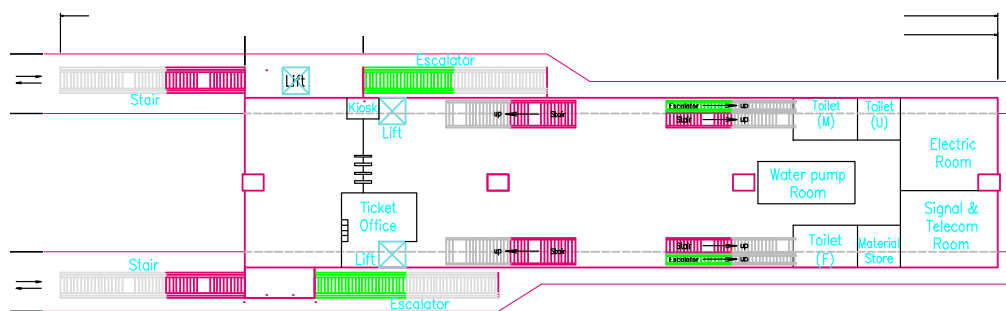 Escalator
Lift
Stair
Kiosk
Lift
up
Stair
Escalator
up
Stair
up
Toilet
(M)
Toilet
(U)
Electric
Room
Water pump
Room
Ticket
Office
Signal &
Telecom
Room
Stair
Lift
up
Stair
Stair
up
Escalator
up
Toilet
(F)
Material
Store
Escalator